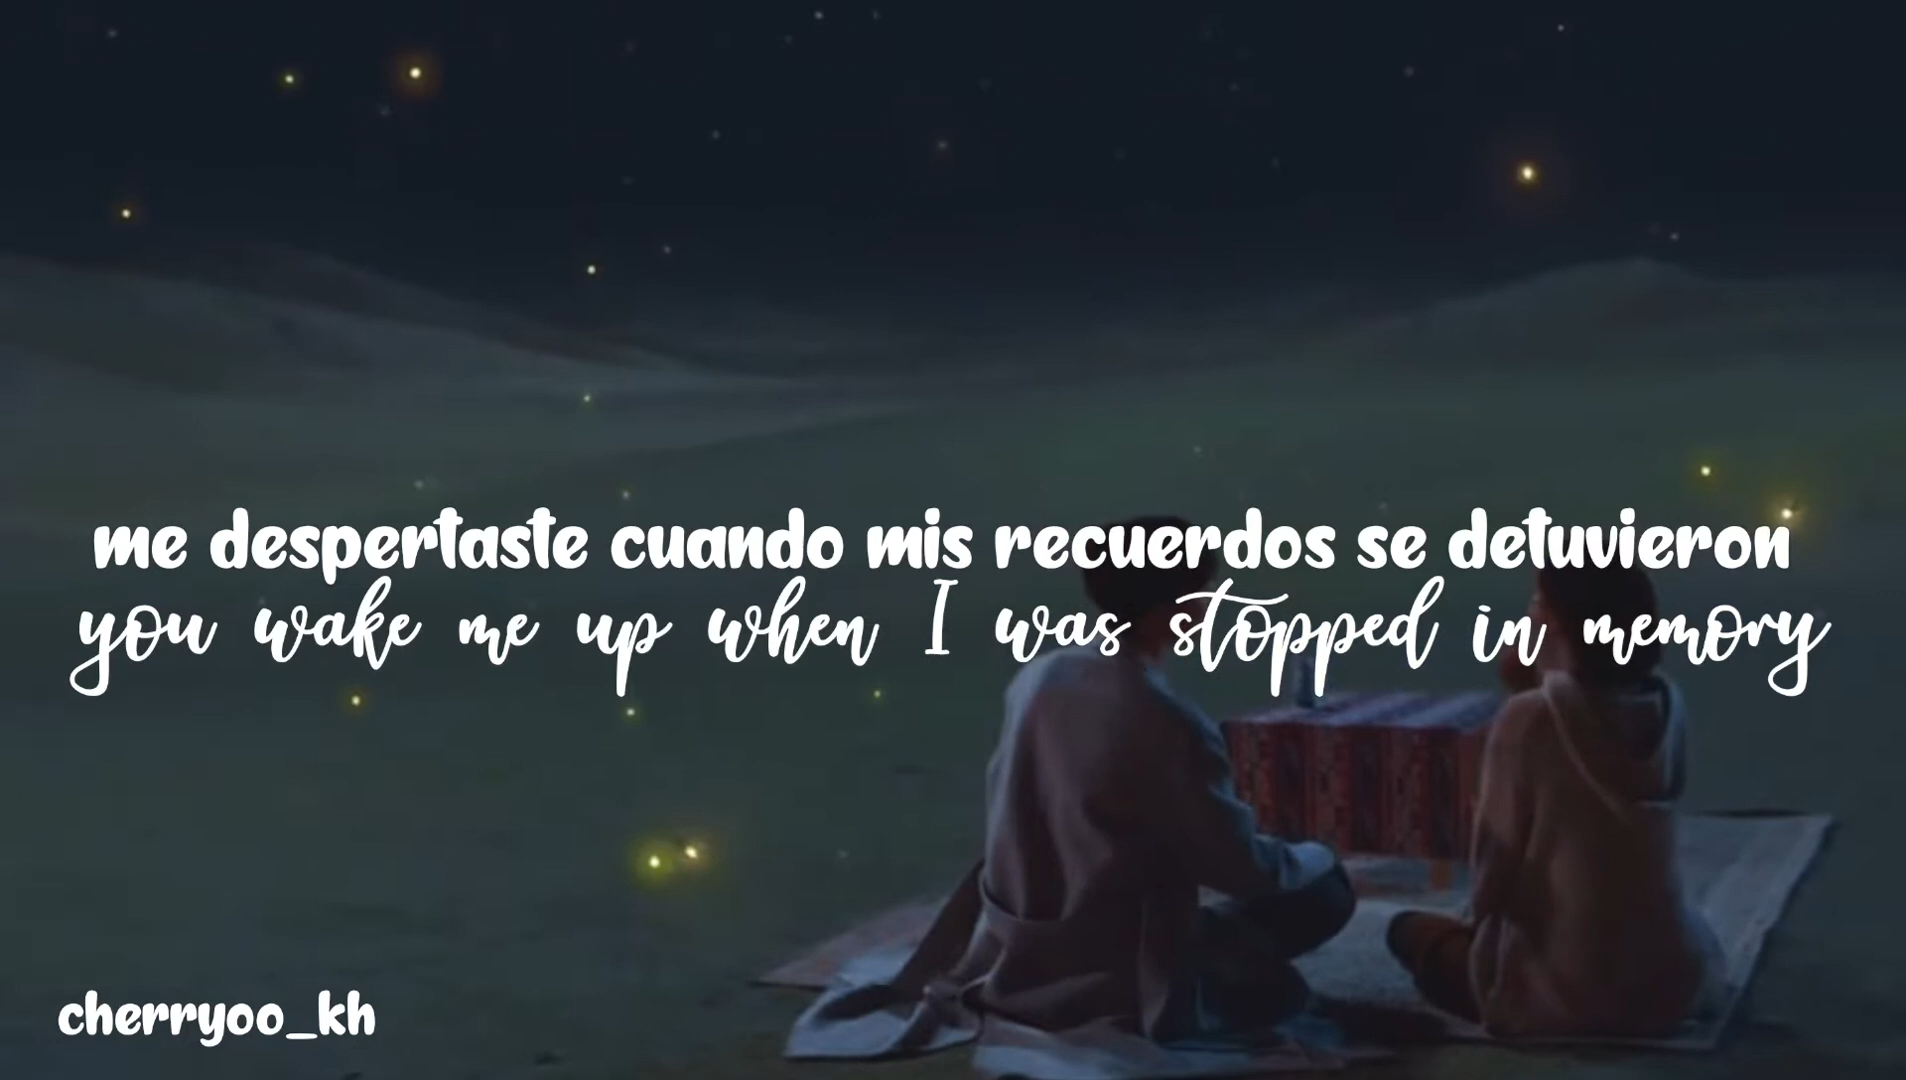 me despertaste cuando mis recuerdos se detuvieron
you wake me up when I was stopped in memory
cherryoo_kh